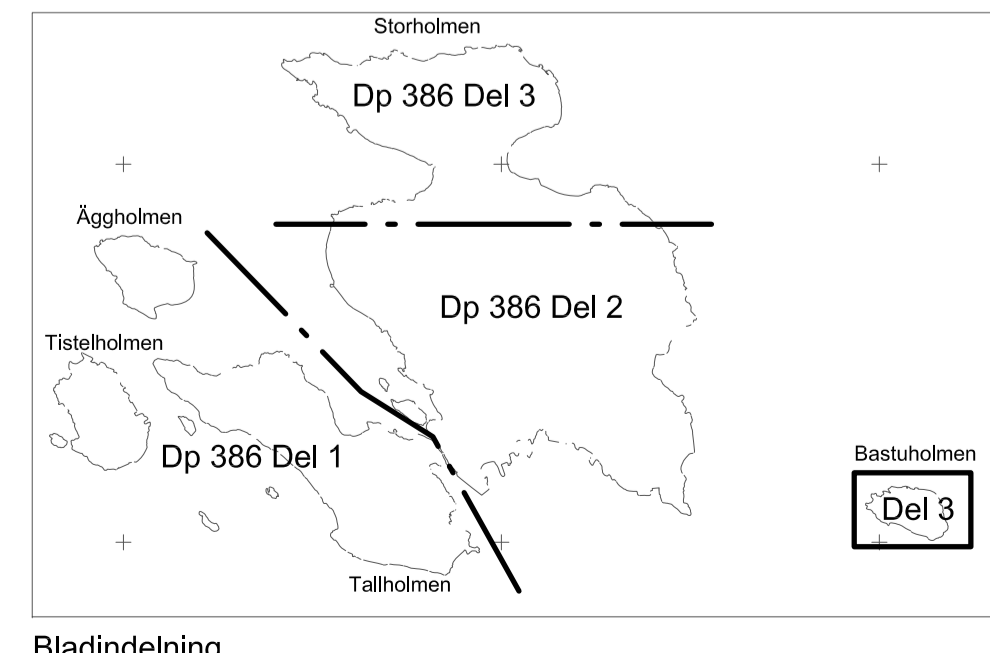 Storholmen
Dp 386 Del 3
Äggholmen
Dp 386 Del 2
Tistelholmen
Dp 386 Del 1
Bastuholmen
Del 3
Tallholmen
Bladindelning